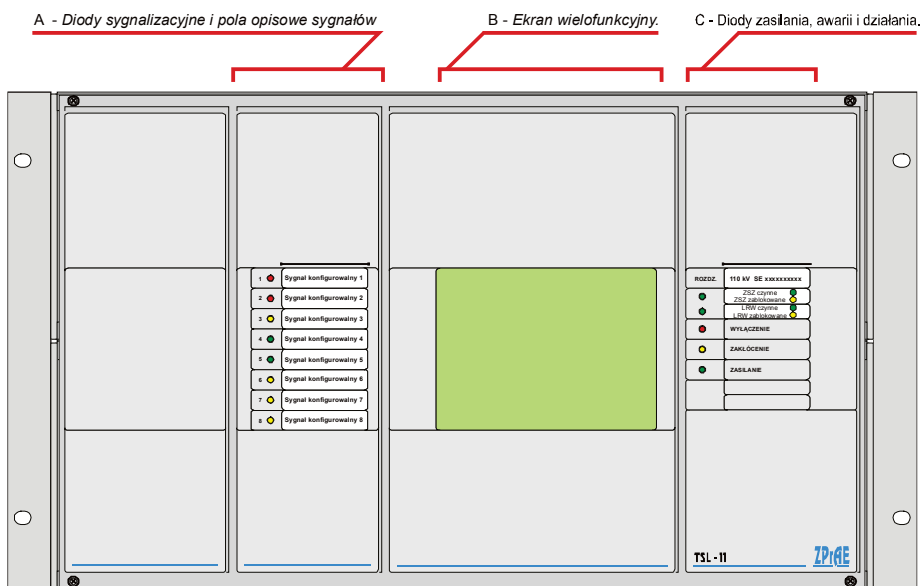 A - Diody sygnalizacyjne i pola opisowe sygnałów
B - Ekran wielofunkcyjny.
C - Diody zasilania, awarii i działania.
1 Sygnał konfigurowalny 1
2 Sygnał konfigurowalny 2
3 Sygnał konfigurowalny 3
4 Sygnał konfigurowalny 4
5 Sygnał konfigurowalny 5
6 Sygnał konfigurowalny 6
7 Sygnał konfigurowalny 7
8 Sygnał konfigurowalny 8
ROZDZ. 110 kV SE xxxxxxxxxx
ZSZ czynne
ZSZ zablokowane
LRW czynne
LRW zablokowane
WYŁĄCZENIE
ZAKŁÓCENIE
ZASILANIE
TSL - 11
ZPrAE